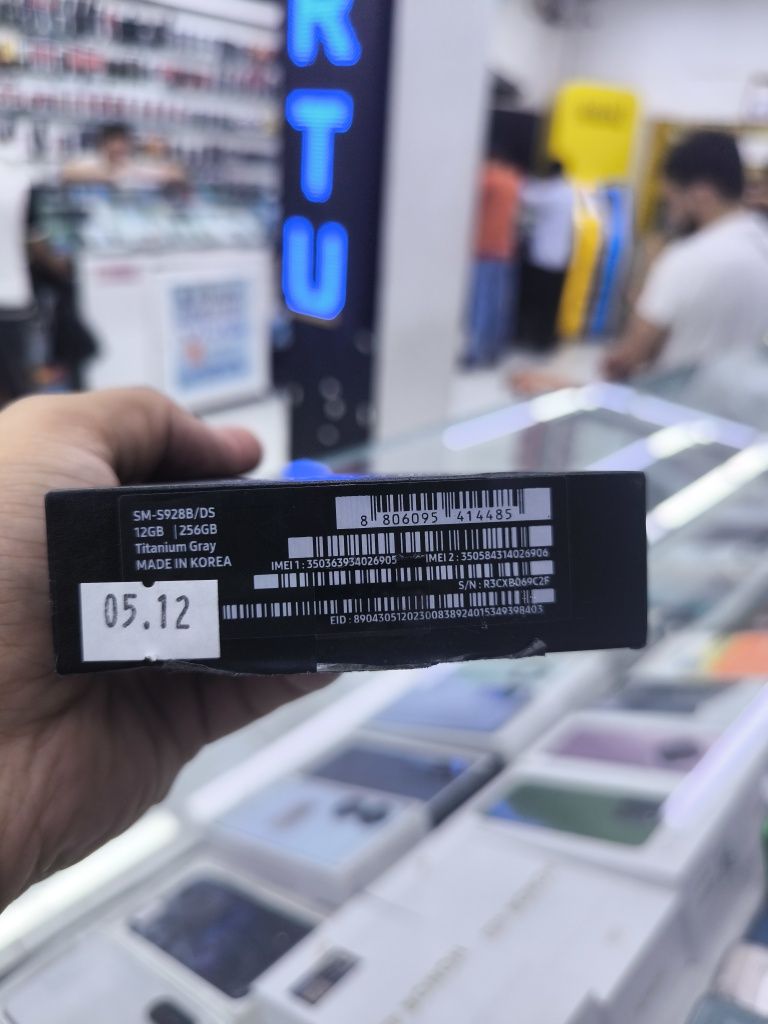 KTU
SM-S928B/DS
12GB | 256GB
Titanium Gray
MADE IN KOREA
8 806095 414485
IMEI 1 : 350363934026905 IMEI 2 : 350584314026906
S/N : R3CXB069C2F
EID : 89043051202300838924015349398403
05.12